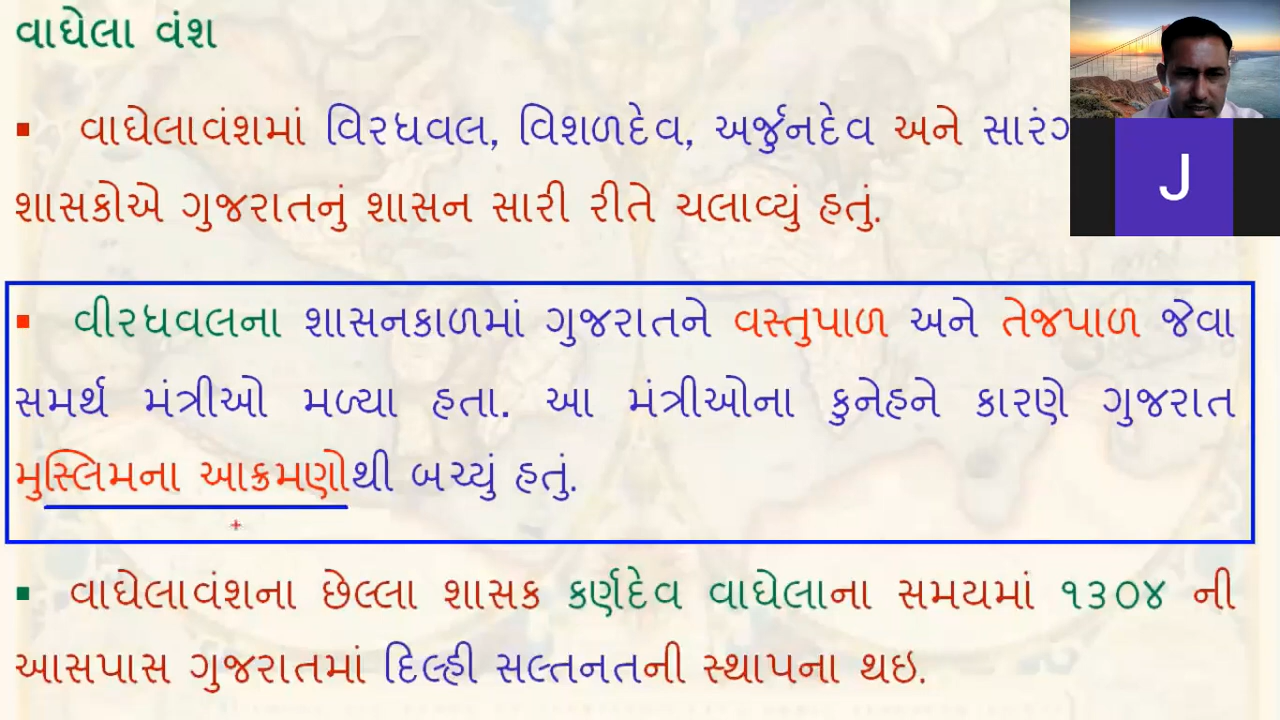 વાઘેલા વંશ
▪ વાઘેલાવંશમાં વિરધવલ, વિશળદેવ, અર્જુનદેવ અને
શાસકોએ ગુજરાતનું શાસન સારી રીતે ચલાવ્યું હતું.
▪ વીરધવલના શાસનકાળમાં ગુજરાતને વસ્તુપાળ અને તેજપાળ જેવા
સમર્થ મંત્રીઓ મળ્યા હતા. આ મંત્રીઓના કુનેહને કારણે ગુજરાત
મુસ્લિમના આક્રમણોથી બચ્યું હતું.
▪ વાઘેલાવંશના છેલ્લા શાસક કર્ણદેવ વાઘેલાના સમયમાં ૧૩૦૪ ની
આસપાસ ગુજરાતમાં દિલ્હી સલ્તનતની સ્થાપના થઇ.
J